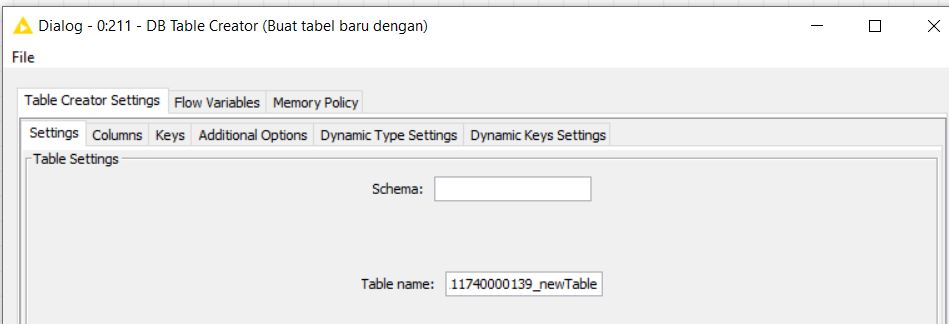 Dialog - 0:211 - DB Table Creator (Buat tabel baru dengan)
File
Table Creator Settings Flow Variables Memory Policy
Settings Columns Keys Additional Options Dynamic Type Settings Dynamic Keys Settings
Table Settings
Schema:
Table name: 11740000139_newTable